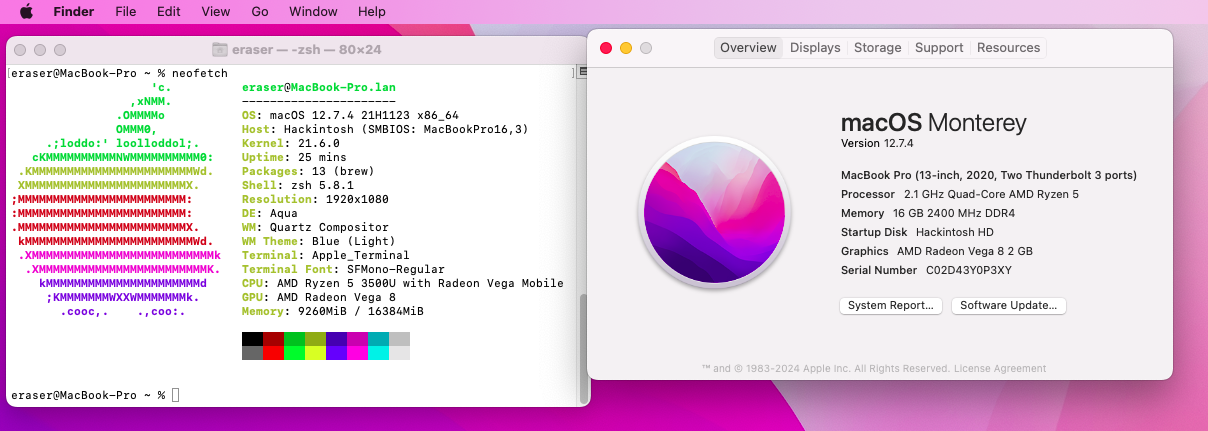 Finder File Edit View Go Window Help
eraser — -zsh — 80×24
[eraser@MacBook-Pro ~ % neofetch ]
'c. eraser@MacBook-Pro.lan
,xNMM. ----------------------
.OMMMMo OS: macOS 12.7.4 21H1123 x86_64
OMMM0, Host: Hackintosh (SMBIOS: MacBookPro16,3)
.;loddo:' loolloddol;. Kernel: 21.6.0
cKMMMMMMMMMMNWMMMMMMMMMM0: Uptime: 25 mins
.KMMMMMMMMMMMMMMMMMMMMMMMWd. Packages: 13 (brew)
XMMMMMMMMMMMMMMMMMMMMMMMX. Shell: zsh 5.8.1
;MMMMMMMMMMMMMMMMMMMMMMMM: Resolution: 1920x1080
:MMMMMMMMMMMMMMMMMMMMMMMM: DE: Aqua
.MMMMMMMMMMMMMMMMMMMMMMMMX. WM: Quartz Compositor
kMMMMMMMMMMMMMMMMMMMMMMMMWd. WM Theme: Blue (Light)
.XMMMMMMMMMMMMMMMMMMMMMMMMMMk Terminal: Apple_Terminal
.XMMMMMMMMMMMMMMMMMMMMMMMMK. Terminal Font: SFMono-Regular
kMMMMMMMMMMMMMMMMMMMMMMd CPU: AMD Ryzen 5 3500U with Radeon Vega Mobile
;KMMMMMMMWXXWMMMMMMMk. GPU: AMD Radeon Vega 8
.cooc,. .,coo:. Memory: 9260MiB / 16384MiB
eraser@MacBook-Pro ~ %
Overview Displays Storage Support Resources
macOS Monterey
Version 12.7.4
MacBook Pro (13-inch, 2020, Two Thunderbolt 3 ports)
Processor 2.1 GHz Quad-Core AMD Ryzen 5
Memory 16 GB 2400 MHz DDR4
Startup Disk Hackintosh HD
Graphics AMD Radeon Vega 8 2 GB
Serial Number C02D43Y0P3XY
System Report... Software Update...
™ and © 1983-2024 Apple Inc. All Rights Reserved. License Agreement